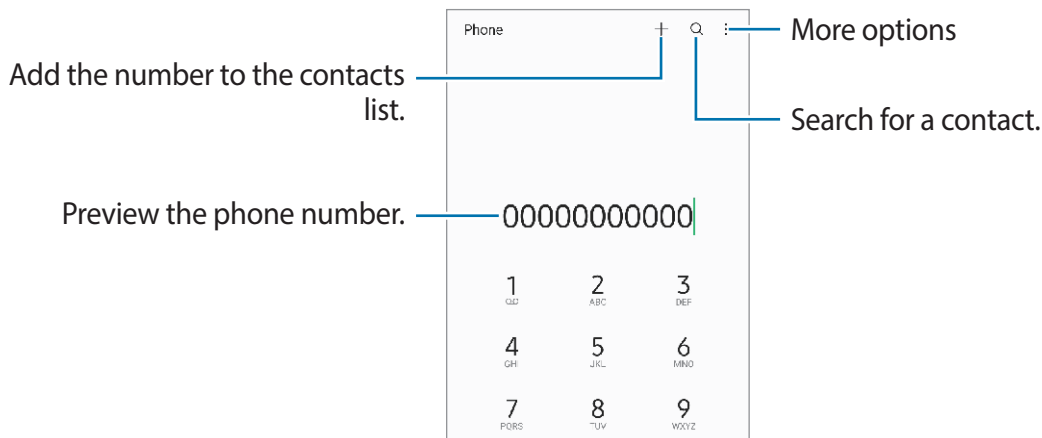 Phone
More options
Add the number to the contacts
list.
Search for a contact.
Preview the phone number.
00000000000
1 2 3
ABC DEF
4 5 6
GHI JKL MNO
7 8 9
PQRS TUV WXYZ